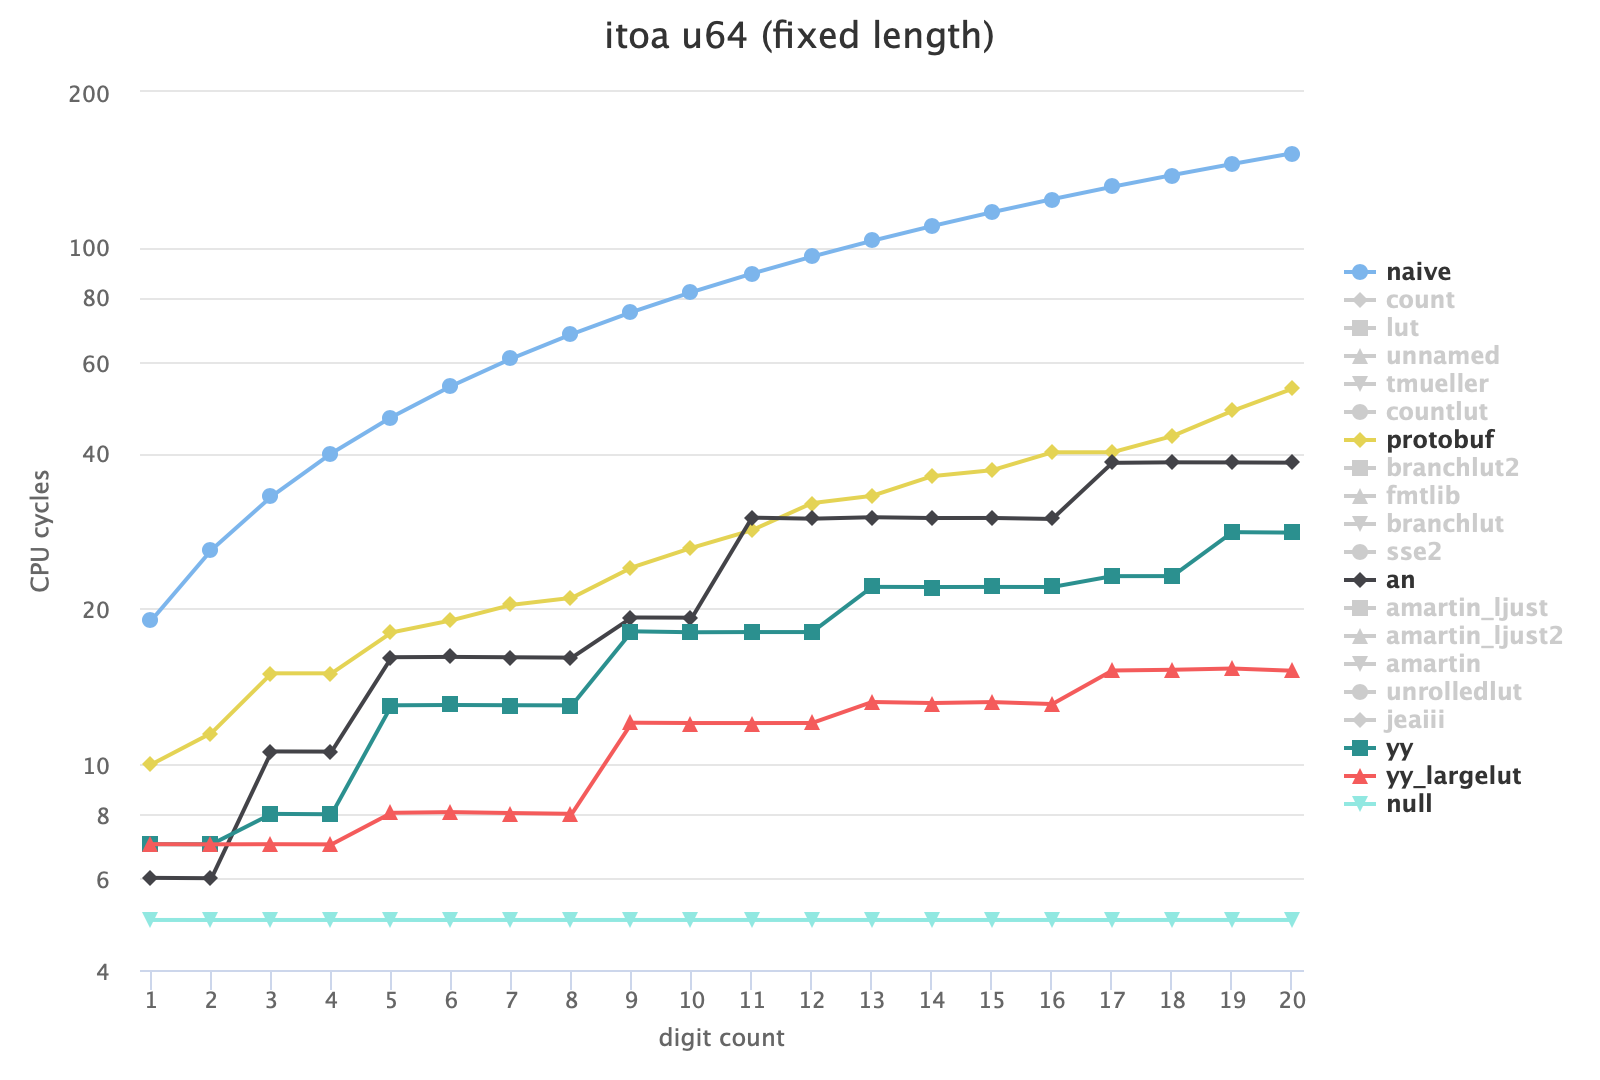 itoa u64 (fixed length)
200
100
80
60
40
20
10
8
6
4
CPU cycles
1 2 3 4 5 6 7 8 9 10 11 12 13 14 15 16 17 18 19 20
digit count
naive
count
lut
unnamed
tmueller
countlut
protobuf
branchlut2
fmtlib
branchlut
sse2
an
amartin_ljust
amartin_ljust2
amartin
unrolledlut
jeaiii
yy
yy_largelut
null